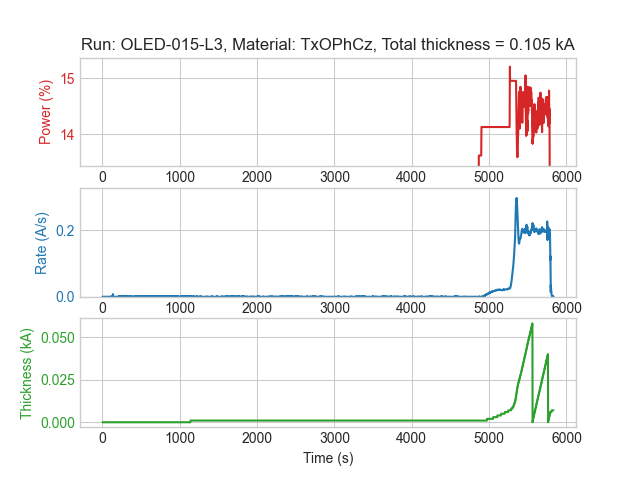 Run: OLED-015-L3, Material: TxOPhCz, Total thickness = 0.105 kA
15
14
Power (%)
0 1000 2000 3000 4000 5000 6000
0.2
0.0
Rate (A/s)
0 1000 2000 3000 4000 5000 6000
0.050
0.025
0.000
Thickness (kA)
0 1000 2000 3000 4000 5000 6000
Time (s)